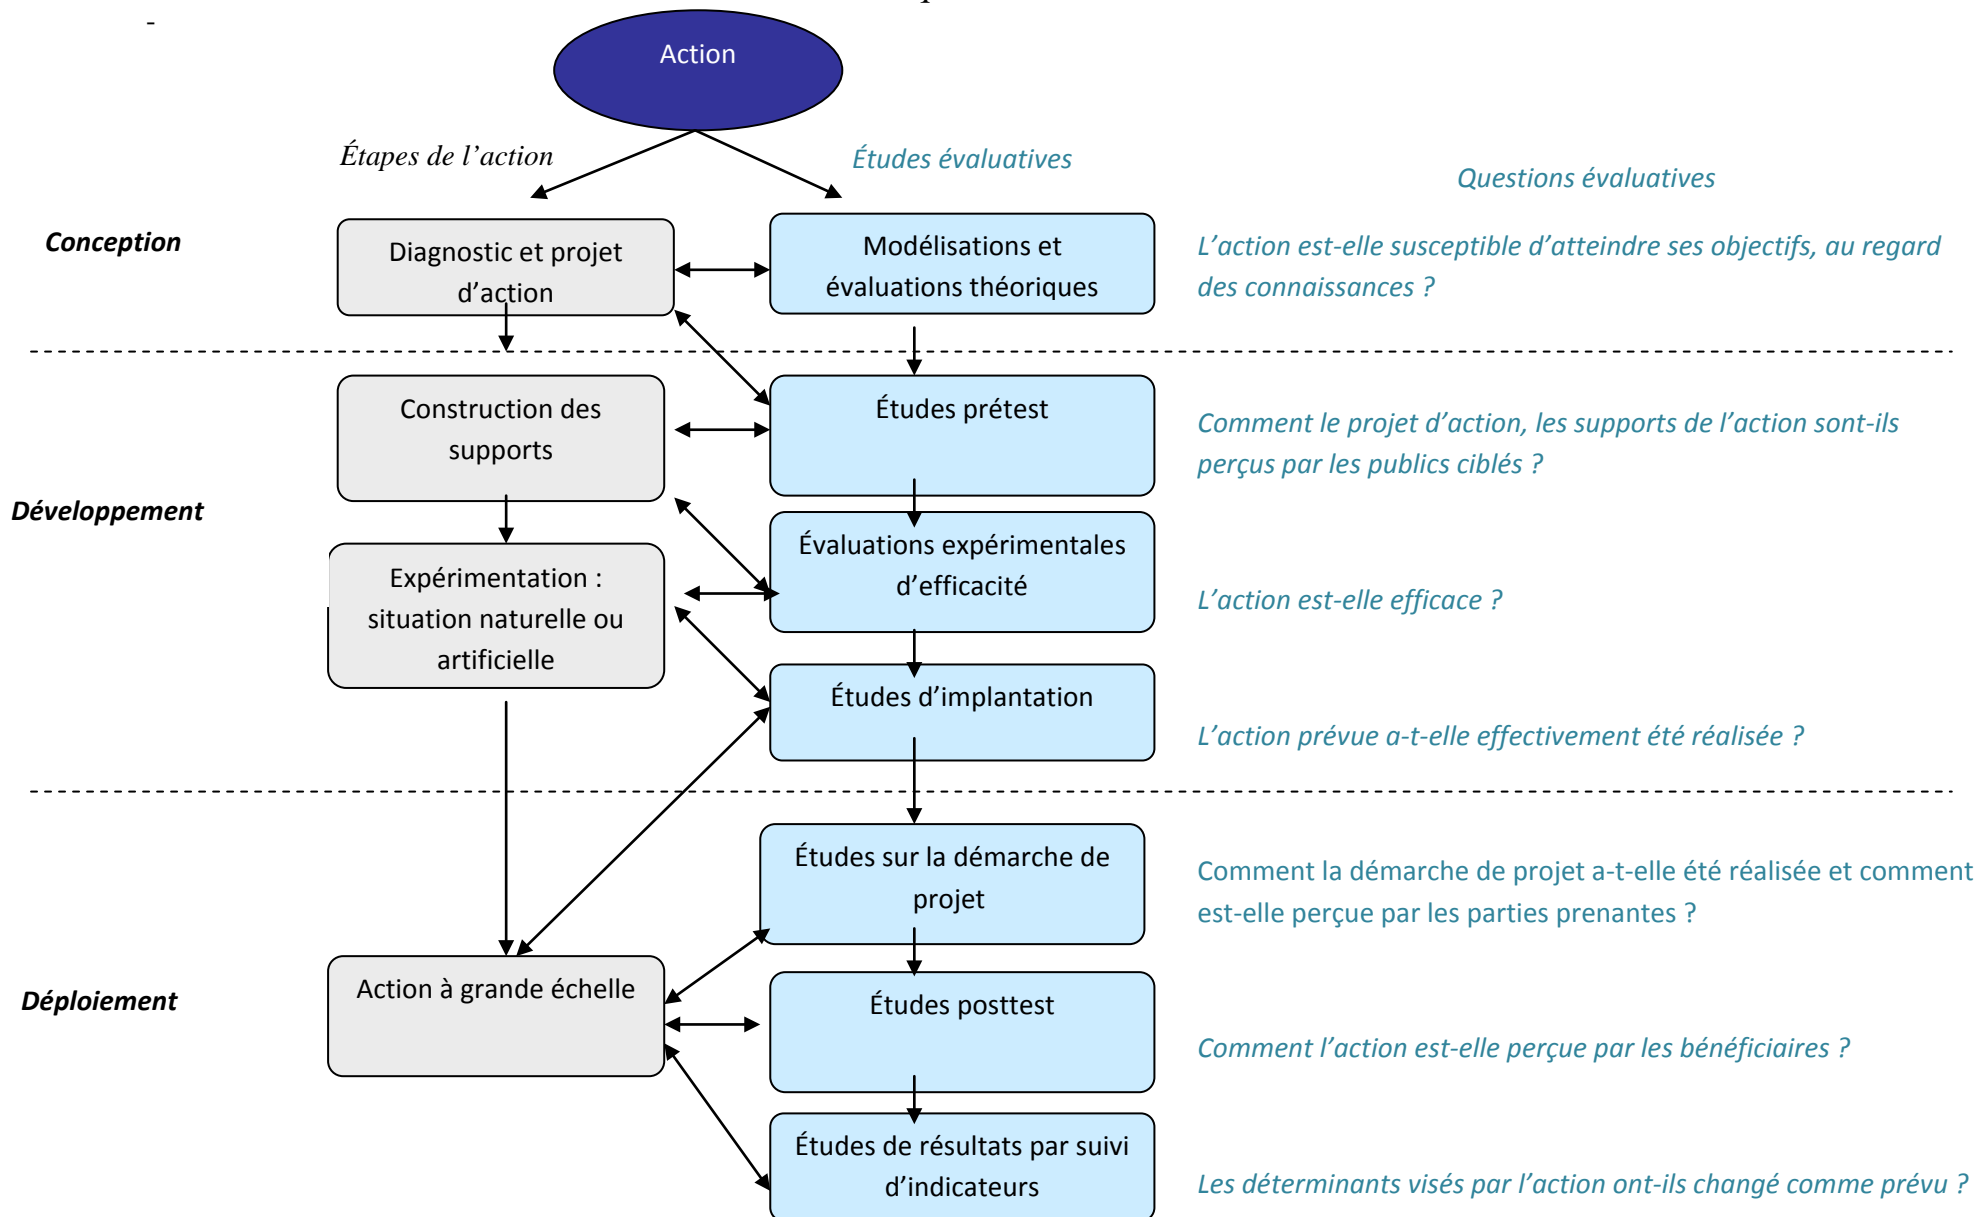 -
Action
Étapes de l’action
Études évaluatives
Questions évaluatives
Conception
Diagnostic et projet
d’action
Modélisations et
évaluations théoriques
L’action est-elle susceptible d’atteindre ses objectifs, au regard
des connaissances ?
Développement
Construction des
supports
Études prétest
Comment le projet d’action, les supports de l’action sont-ils
perçus par les publics ciblés ?
Expérimentation :
situation naturelle ou
artificielle
Évaluations expérimentales
d’efficacité
L’action est-elle efficace ?
Études d’implantation
L’action prévue a-t-elle effectivement été réalisée ?
Études sur la démarche de
projet
Comment la démarche de projet a-t-elle été réalisée et comment
est-elle perçue par les parties prenantes ?
Déploiement
Action à grande échelle
Études posttest
Comment l’action est-elle perçue par les bénéficiaires ?
Études de résultats par suivi
d’indicateurs
Les déterminants visés par l’action ont-ils changé comme prévu ?